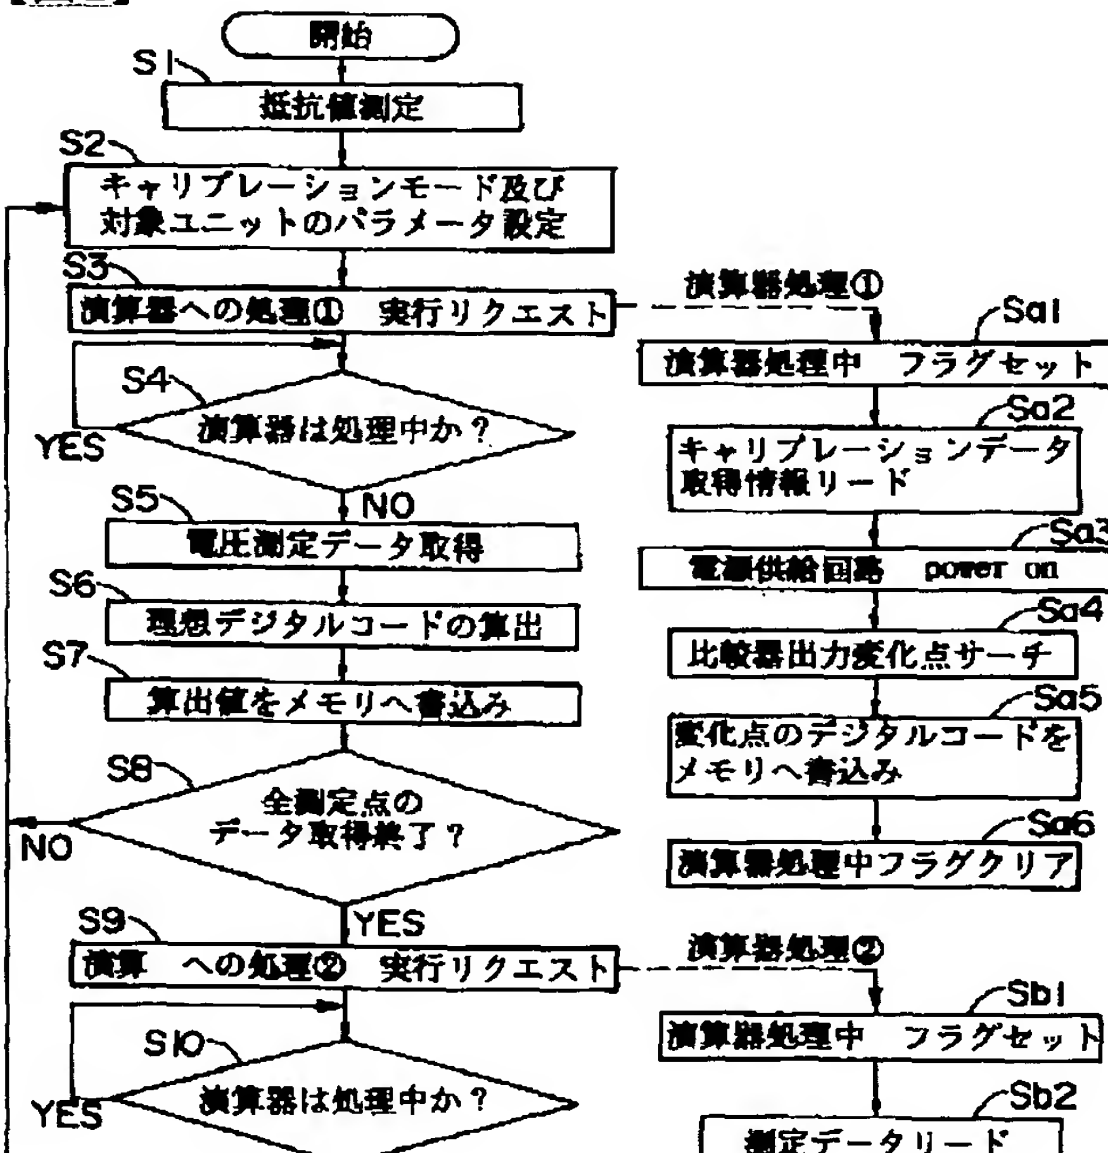 開始
S1
抵抗値測定
S2
キャリブレーションモード及び
対象ユニットのパラメータ設定
S3
演算器への処理① 実行リクエスト
S4
演算器は処理中か？
YES
NO
S5
電圧測定データ取得
S6
理想デジタルコードの算出
S7
算出値をメモリへ書込み
S8
全測定点の
データ取得終了？
NO
YES
S9
演算 への処理② 実行リクエスト
S10
演算器は処理中か？
YES
演算器処理①
Sa1
演算器処理中 フラグセット
Sa2
キャリブレーションデータ
取得情報リード
Sa3
電源供給回路 power on
Sa4
比較器出力変化点サーチ
Sa5
変化点のデジタルコードを
メモリへ書込み
Sa6
演算器処理中フラグクリア
演算器処理②
Sb1
演算器処理中 フラグセット
Sb2
測定データリード